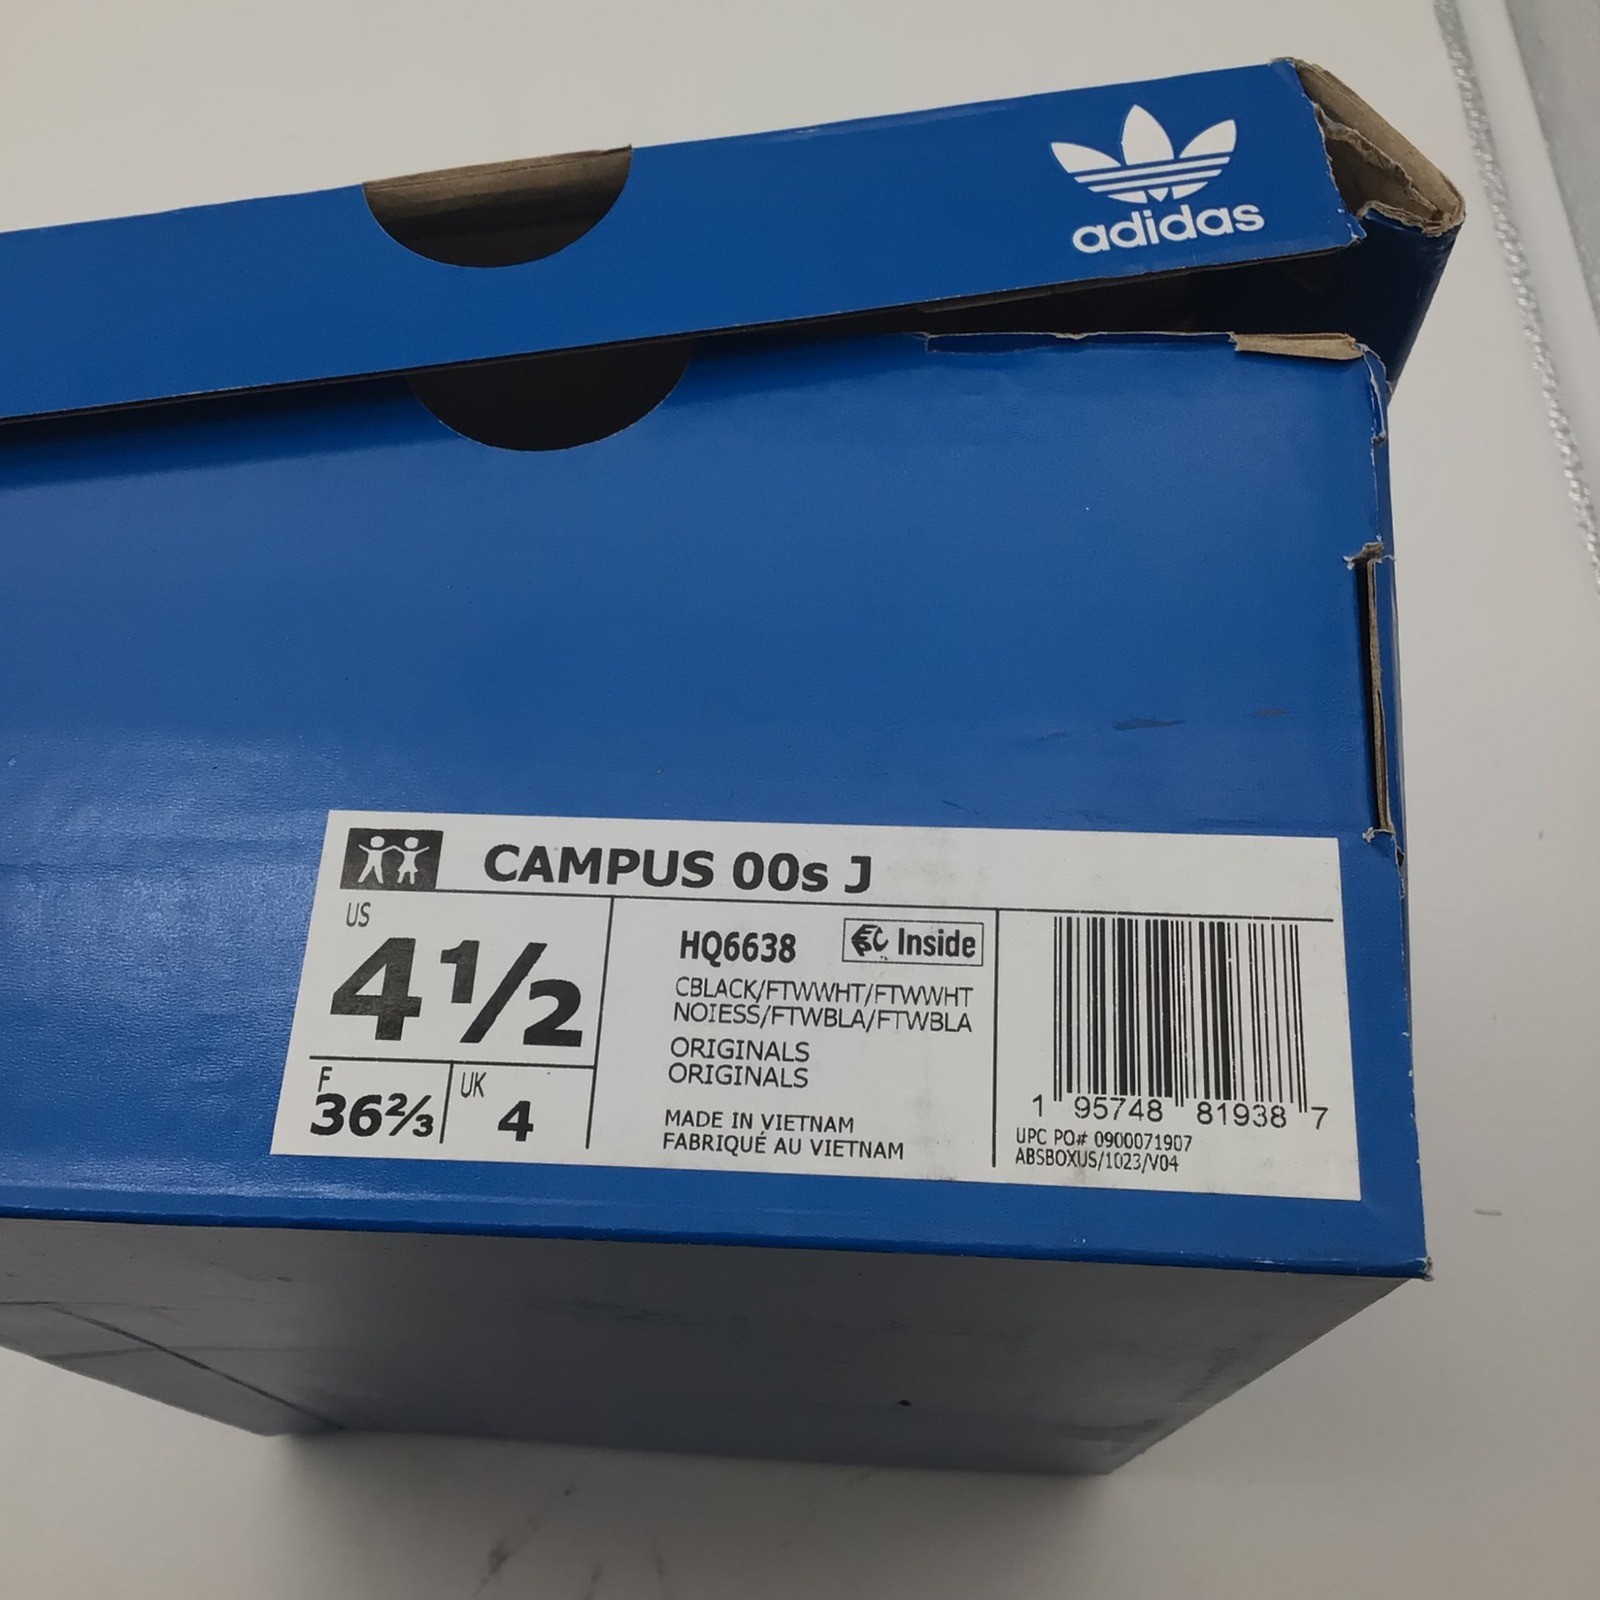 adidas
CAMPUS 00s J
US
4½
F
36⅔
UK
4
HQ6638
Inside
CBLACK/FTWWHT/FTWWHT
NOIESS/FTWBLA/FTWBLA
ORIGINALS
ORIGINALS
MADE IN VIETNAM
FABRIQUÉ AU VIETNAM
1 95748 81938 7
UPC PO# 0900071907
ABSBOXUS/1023/V04